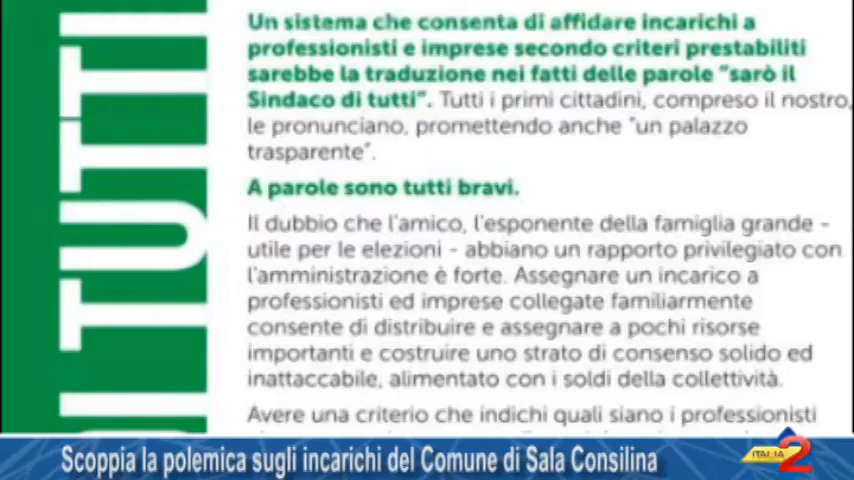 DI TUTTI
Un sistema che consenta di affidare incarichi a
professionisti e imprese secondo criteri prestabiliti
sarebbe la traduzione nei fatti delle parole "sarò il
Sindaco di tutti". Tutti i primi cittadini, compreso il nostro,
le pronunciano, promettendo anche "un palazzo
trasparente".
A parole sono tutti bravi.
Il dubbio che l'amico, l'esponente della famiglia grande -
utile per le elezioni - abbiano un rapporto privilegiato con
l'amministrazione è forte. Assegnare un incarico a
professionisti ed imprese collegate familiarmente
consente di distribuire e assegnare a pochi risorse
importanti e costruire uno strato di consenso solido ed
inattaccabile, alimentato con i soldi della collettività.
Avere una criterio che indichi quali siano i professionisti
Scoppia la polemica sugli incarichi del Comune di Sala Consilina
ITALIA 2